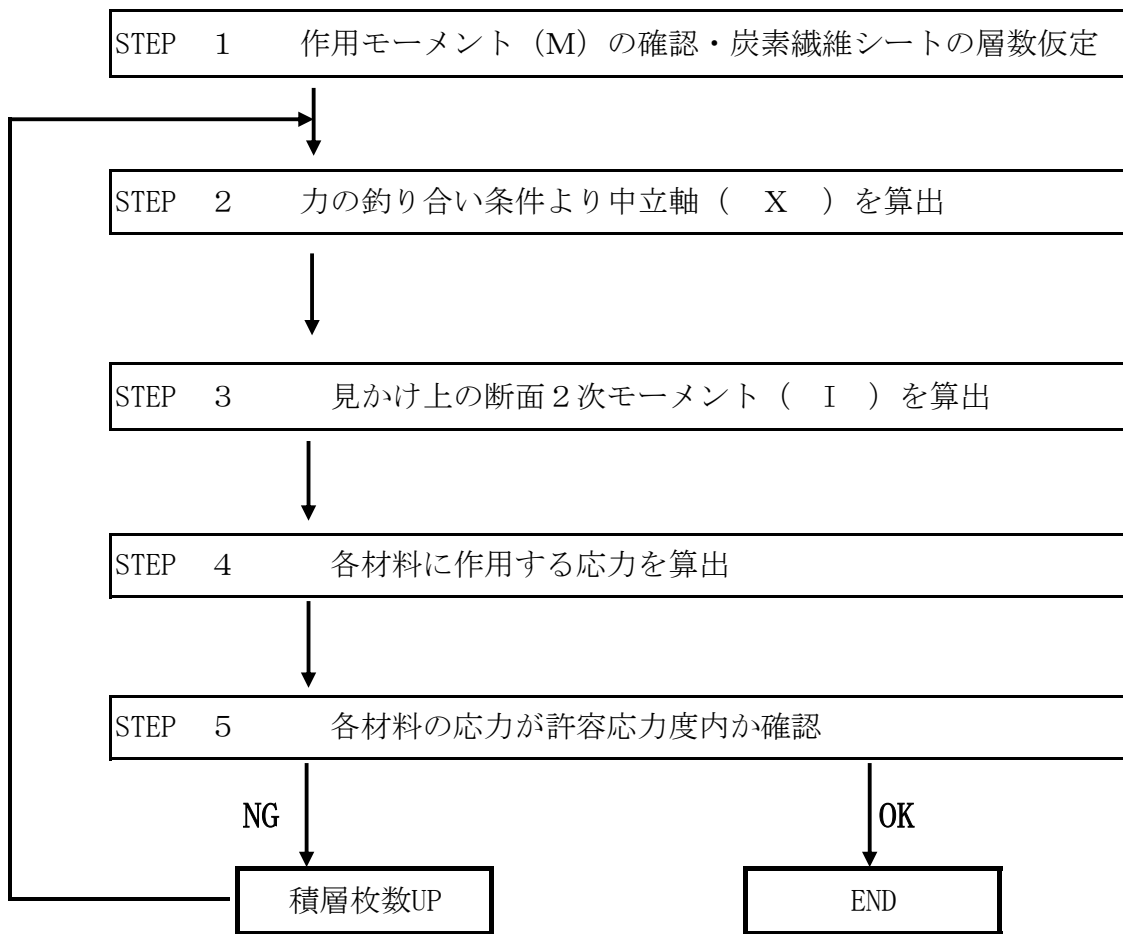 STEP 1 作用モーメント(M)の確認・炭素繊維シートの層数仮定
STEP 2 力の釣り合い条件より中立軸( X )を算出
STEP 3 見かけ上の断面2次モーメント( I )を算出
STEP 4 各材料に作用する応力を算出
STEP 5 各材料の応力が許容応力度内か確認
NG
OK
積層枚数UP
END